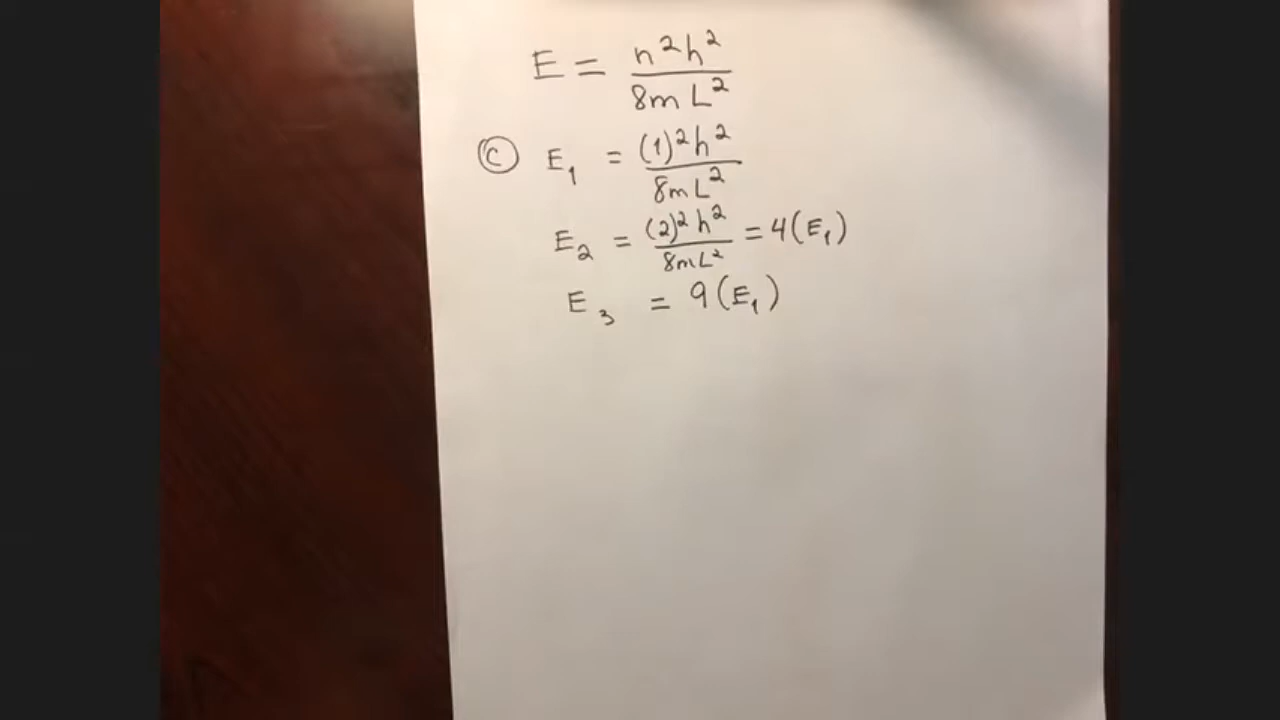 E = n²h² / 8mL²
Ⓒ E₁ = (1)²h² / 8mL²
E₂ = (2)²h² / 8mL² = 4(E₁)
E₃ = 9(E₁)